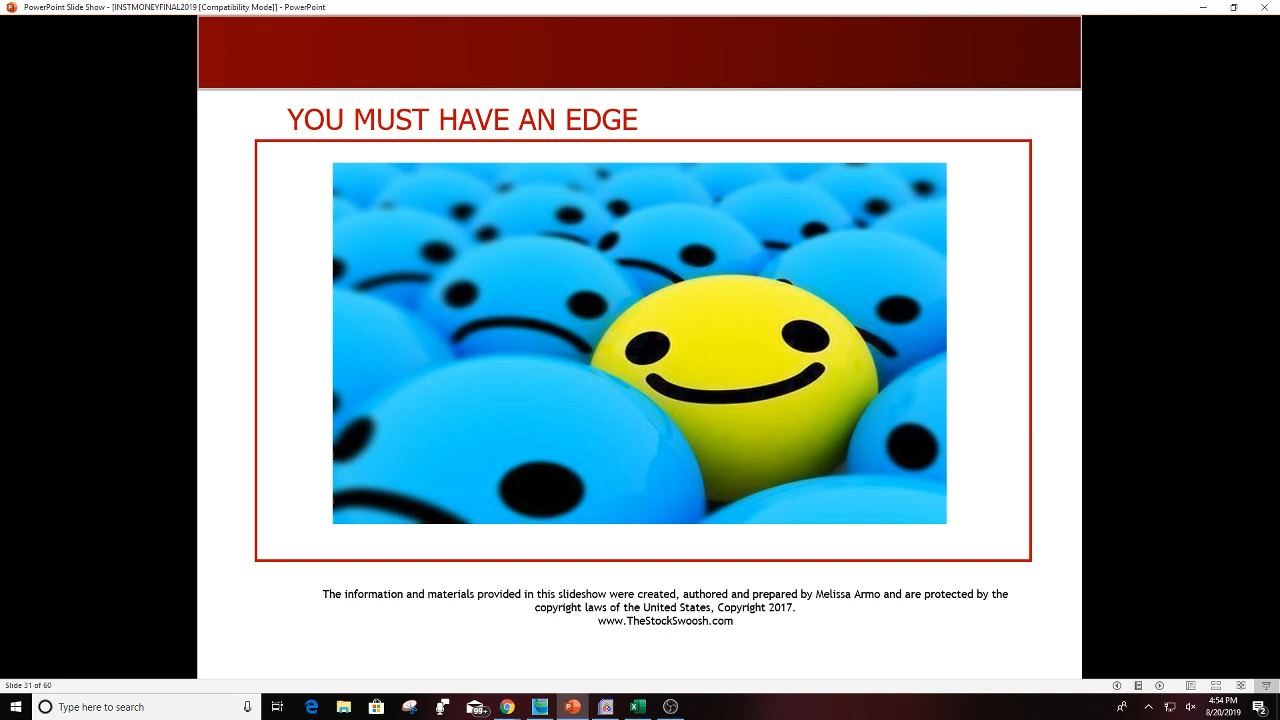 PowerPoint Slide Show - [INSTMONEYFINAL2019 [Compatibility Mode]] - PowerPoint
YOU MUST HAVE AN EDGE
The information and materials provided in this slideshow were created, authored and prepared by Melissa Armo and are protected by the
copyright laws of the United States, Copyright 2017.
www.TheStockSwoosh.com
Slide 31 of 60
Type here to search
99+
4:54 PM
8/20/2019
2